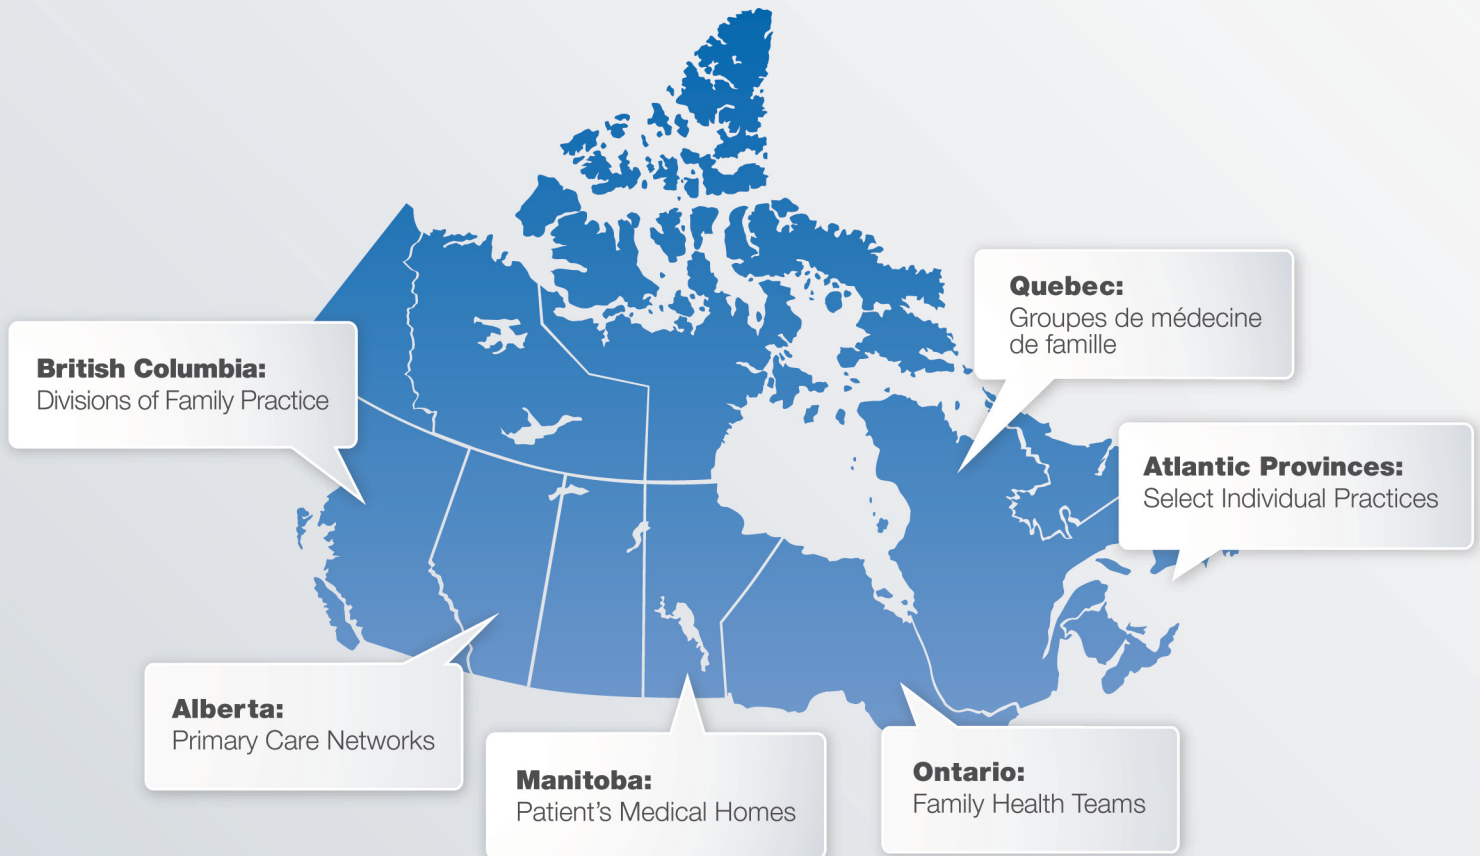 Quebec:
Groupes de médecine
de famille
British Columbia:
Divisions of Family Practice
Atlantic Provinces:
Select Individual Practices
Alberta:
Primary Care Networks
Manitoba:
Patient’s Medical Homes
Ontario:
Family Health Teams